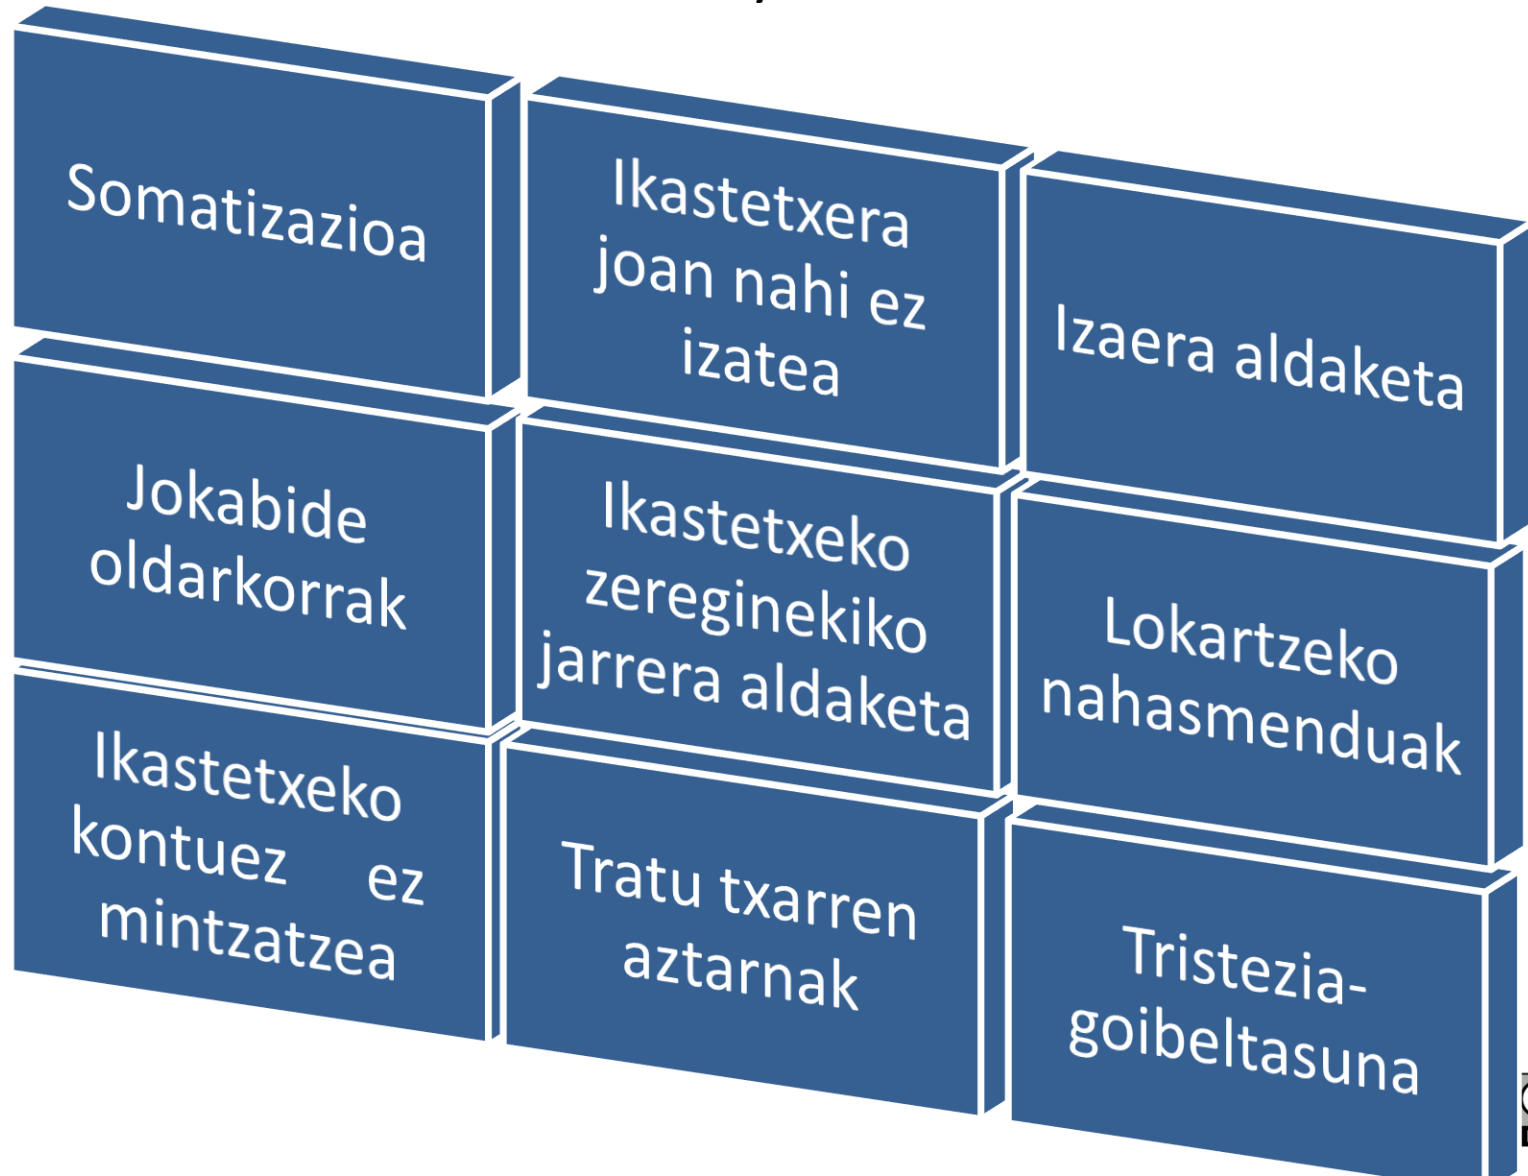 Somatizazioa
Ikastetxera
joan nahi ez
izatea
Izaera aldaketa
Jokabide
oldarkorrak
Ikastetxeko
zereginekiko
jarrera aldaketa
Lokartzeko
nahasmenduak
Ikastetxeko
kontuez ez
mintzatzea
Tratu txarren
aztarnak
Tristezia-
goibeltasuna